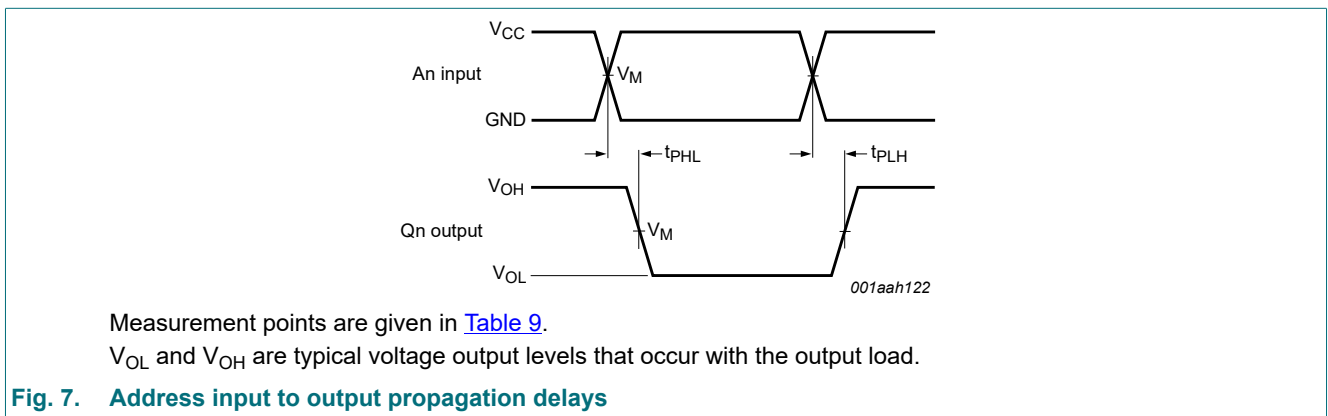 VCC
An input
VM
GND
tPHL
tPLH
VOH
Qn output
VM
VOL
001aah122
Measurement points are given in Table 9.
VOL and VOH are typical voltage output levels that occur with the output load.
Fig. 7. Address input to output propagation delays